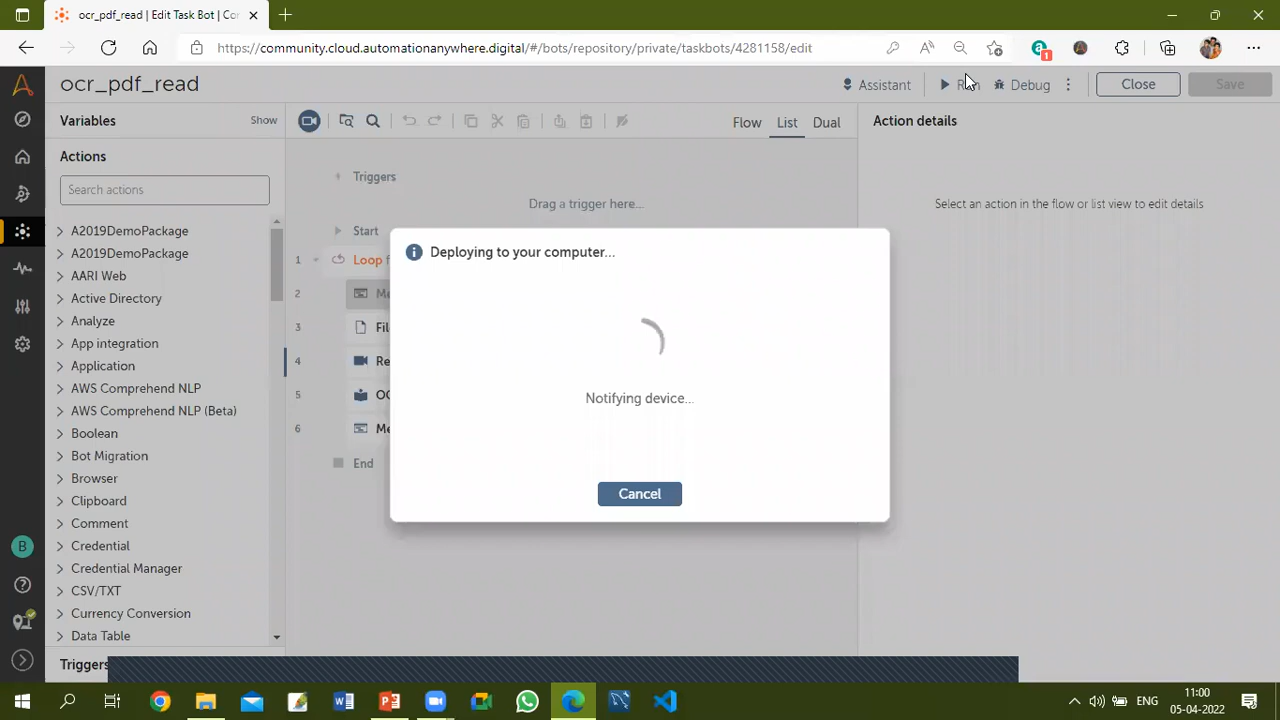 ocr_pdf_read | Edit Task Bot | Co
https://community.cloud.automationanywhere.digital/#/bots/repository/private/taskbots/4281158/edit
1
ocr_pdf_read
Assistant
Debug
Close
Save
Variables
Show
Flow
List
Dual
Action details
Actions
Search actions
Triggers
Drag a trigger here...
Select an action in the flow or list view to edit details
A2019DemoPackage
A2019DemoPackage
AARI Web
Active Directory
Analyze
App integration
Application
AWS Comprehend NLP
AWS Comprehend NLP (Beta)
Boolean
Bot Migration
Browser
Clipboard
Comment
Credential
Credential Manager
CSV/TXT
Currency Conversion
Data Table
Triggers
Start
1 Loop
2
3
4
5
6
End
Deploying to your computer...
Notifying device...
Cancel
B
ENG
11:00
05-04-2022